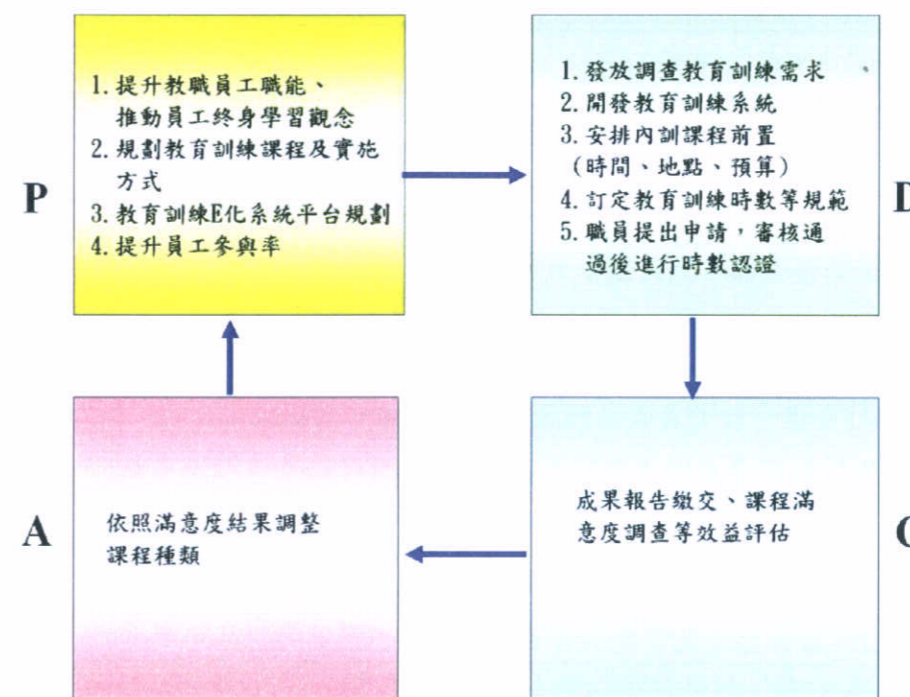 P
1. 提升教職員工職能、
推動員工終身學習觀念
2. 規劃教育訓練課程及實施
方式
3. 教育訓練E化系統平台規劃
4. 提升員工參與率
1. 發放調查教育訓練需求
2. 開發教育訓練系統
3. 安排內訓課程前置
(時間、地點、預算)
4. 訂定教育訓練時數等規範
5. 職員提出申請，審核通
過後進行時數認證
D
A
依照滿意度結果調整
課程種類
成果報告繳交、課程滿
意度調查等效益評估
C